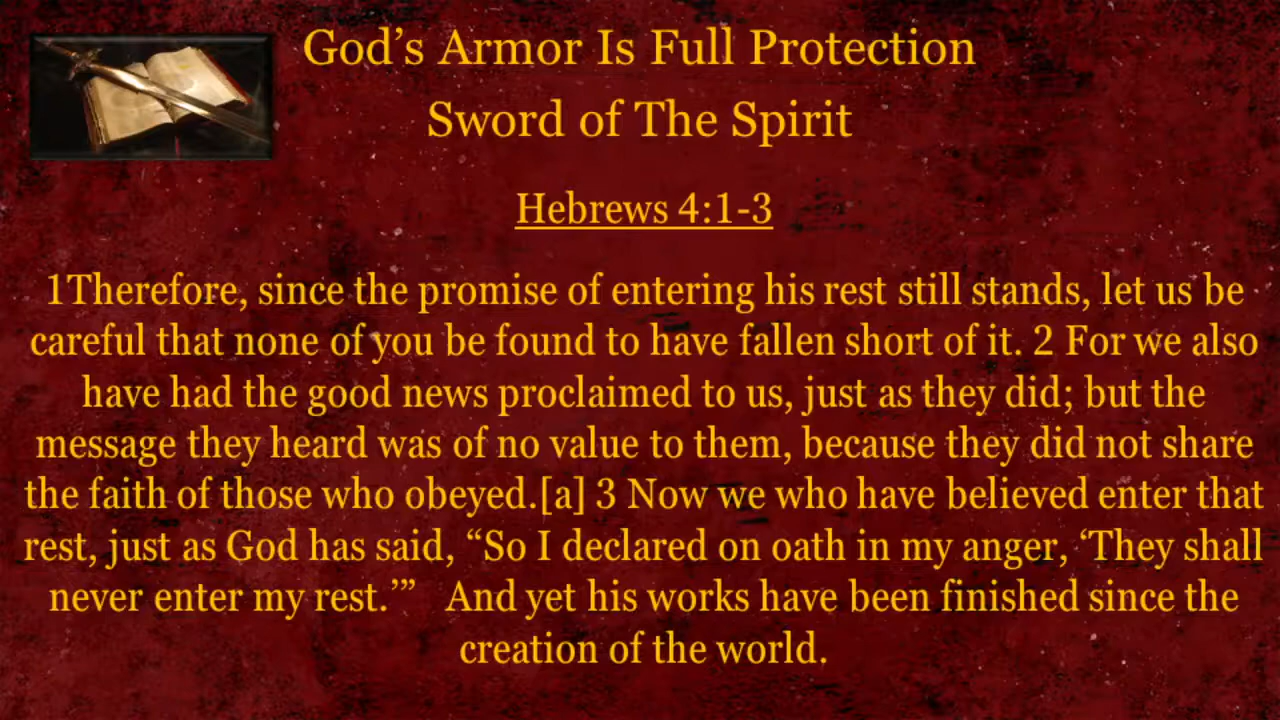 God’s Armor Is Full Protection
Sword of The Spirit
Hebrews 4:1-3
1Therefore, since the promise of entering his rest still stands, let us be
careful that none of you be found to have fallen short of it. 2 For we also
have had the good news proclaimed to us, just as they did; but the
message they heard was of no value to them, because they did not share
the faith of those who obeyed.[a] 3 Now we who have believed enter that
rest, just as God has said, “So I declared on oath in my anger, ‘They shall
never enter my rest.’” And yet his works have been finished since the
creation of the world.